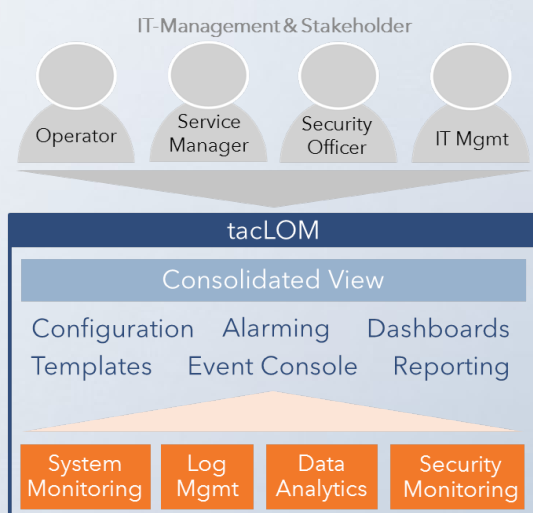 IT-Management & Stakeholder
Operator
Service
Manager
Security
Officer
IT Mgmt
tacLOM
Consolidated View
Configuration Alarming Dashboards
Templates Event Console Reporting
System
Monitoring
Log
Mgmt
Data
Analytics
Security
Monitoring